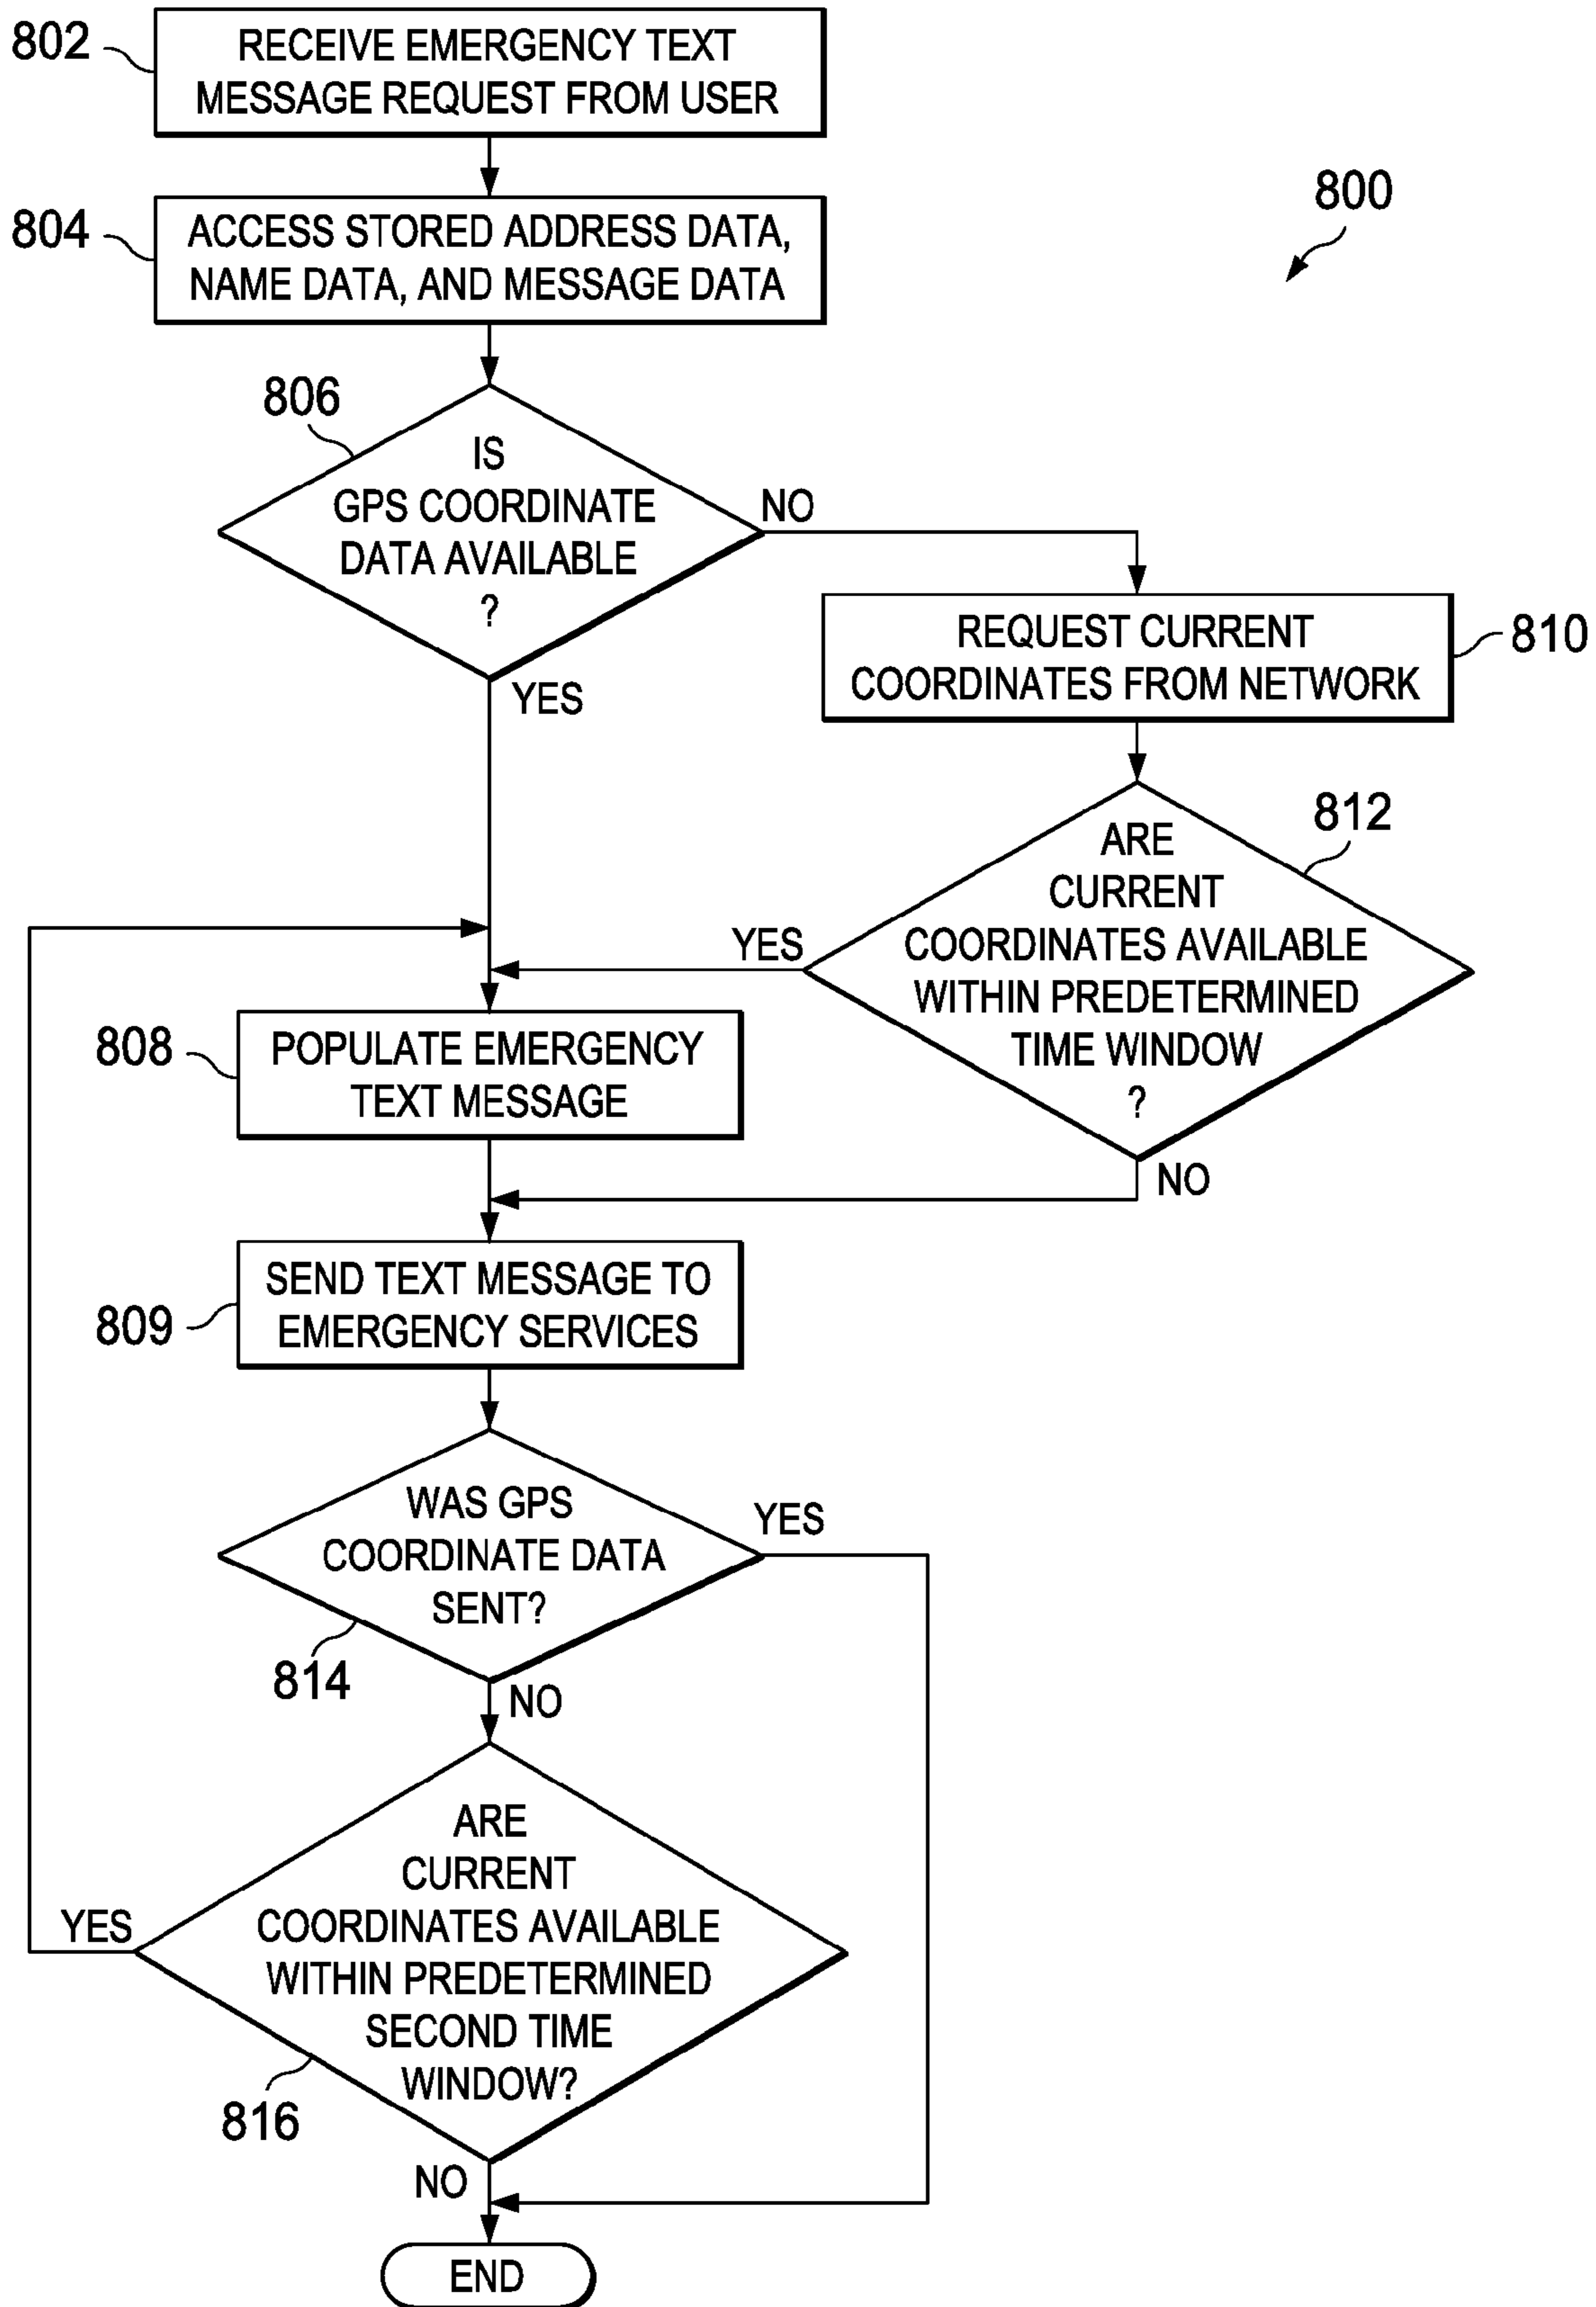 802
RECEIVE EMERGENCY TEXT
MESSAGE REQUEST FROM USER
800
804
ACCESS STORED ADDRESS DATA,
NAME DATA, AND MESSAGE DATA
806
IS
GPS COORDINATE
DATA AVAILABLE
?
NO
YES
REQUEST CURRENT
COORDINATES FROM NETWORK
810
812
ARE
CURRENT
COORDINATES AVAILABLE
WITHIN PREDETERMINED
TIME WINDOW
?
YES
NO
808
POPULATE EMERGENCY
TEXT MESSAGE
809
SEND TEXT MESSAGE TO
EMERGENCY SERVICES
WAS GPS
COORDINATE DATA
SENT?
YES
814
NO
ARE
CURRENT
COORDINATES AVAILABLE
WITHIN PREDETERMINED
SECOND TIME
WINDOW?
YES
816
NO
END